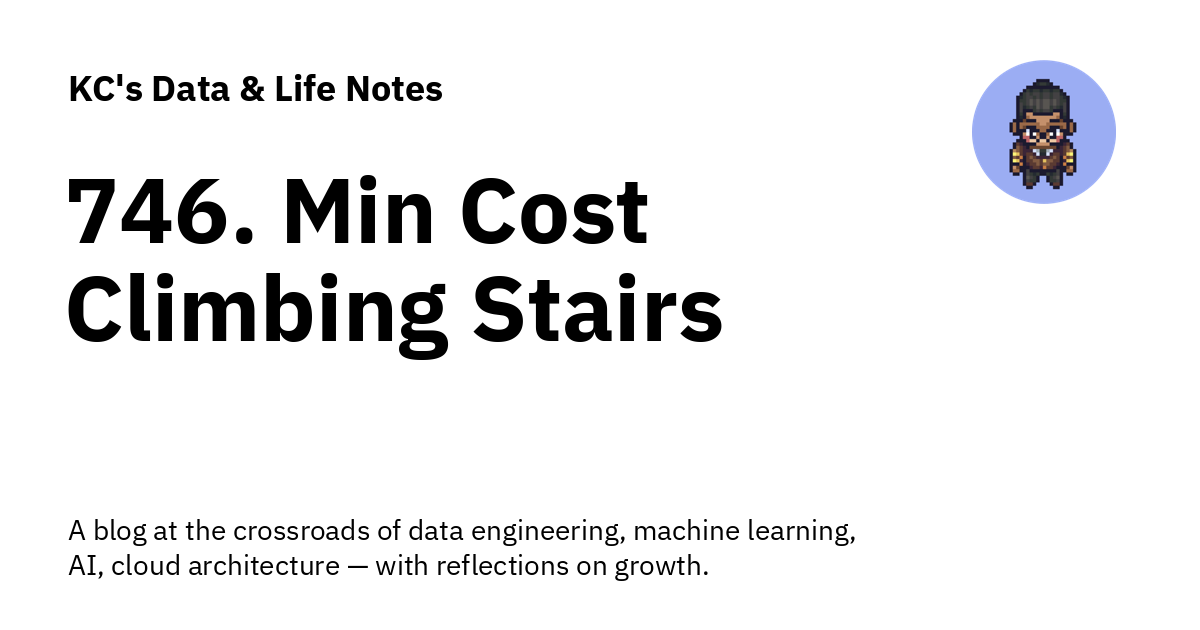 KC's Data & Life Notes
746. Min Cost
Climbing Stairs
A blog at the crossroads of data engineering, machine learning,
AI, cloud architecture — with reflections on growth.